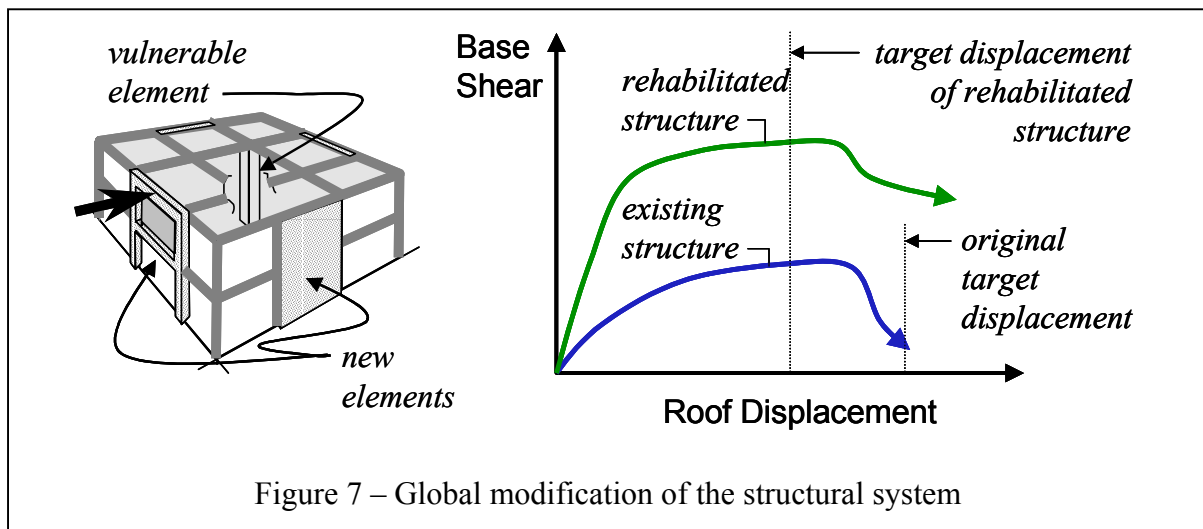 vulnerable
element
new
elements
Base
Shear
rehabilitated
structure
existing
structure
target displacement
of rehabilitated
structure
original
target
displacement
Roof Displacement
Figure 7 – Global modification of the structural system